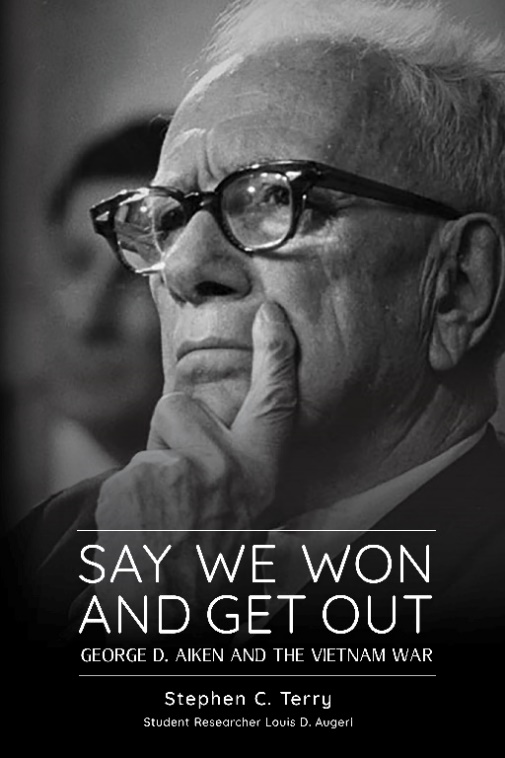 SAY WE WON
AND GET OUT
GEORGE D. AIKEN AND THE VIETNAM WAR
Stephen C. Terry
Student Researcher Louis D. Augeri